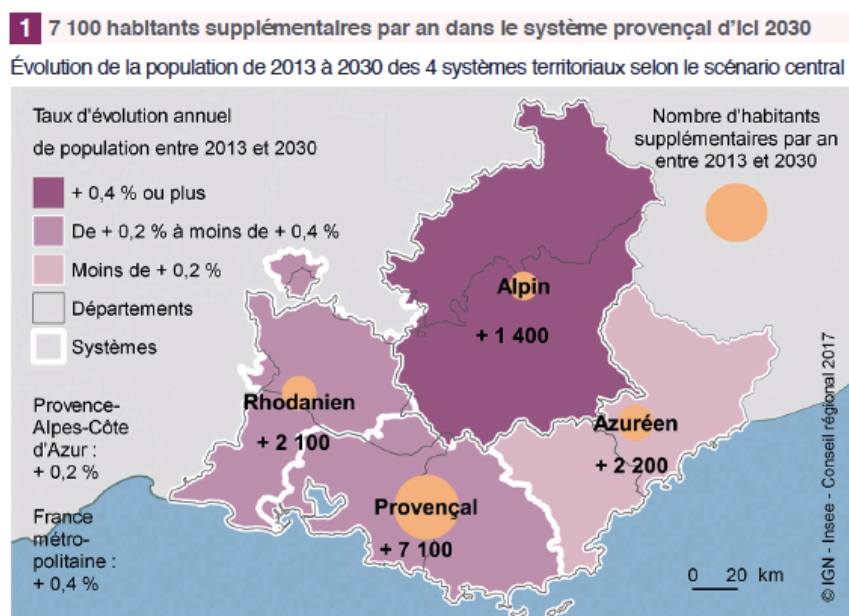 1 7 100 habitants supplémentaires par an dans le système provençal d'Ici 2030
Évolution de la population de 2013 à 2030 des 4 systèmes territoriaux selon le scénario central
Taux d'évolution annuel
de population entre 2013 et 2030
+ 0,4 % ou plus
De + 0,2 % à moins de + 0,4 %
Moins de + 0,2 %
Départements
Systèmes
Nombre d'habitants
supplémentaires par an
entre 2013 et 2030
Alpin
+ 1 400
Rhodanien
+ 2 100
Azuréen
+ 2 200
Provençal
+ 7 100
Provence-
Alpes-Côte
d'Azur :
+ 0,2 %
France
métro-
politaine :
+ 0,4 %
0 20 km
© IGN - Insee - Conseil régional 2017